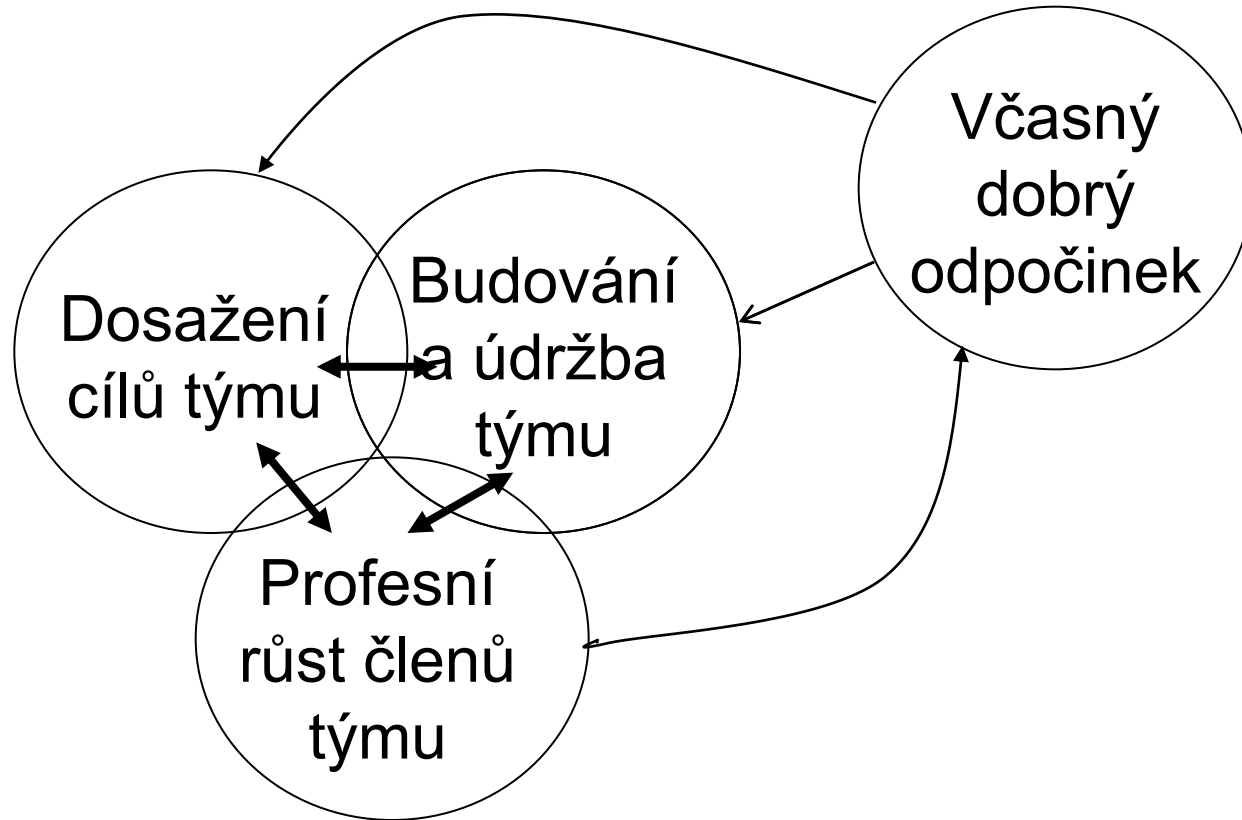 Včasný
dobrý
odpočinek
Budování
a údržba
týmu
Dosažení
cílů týmu
Profesní
růst členů
týmu